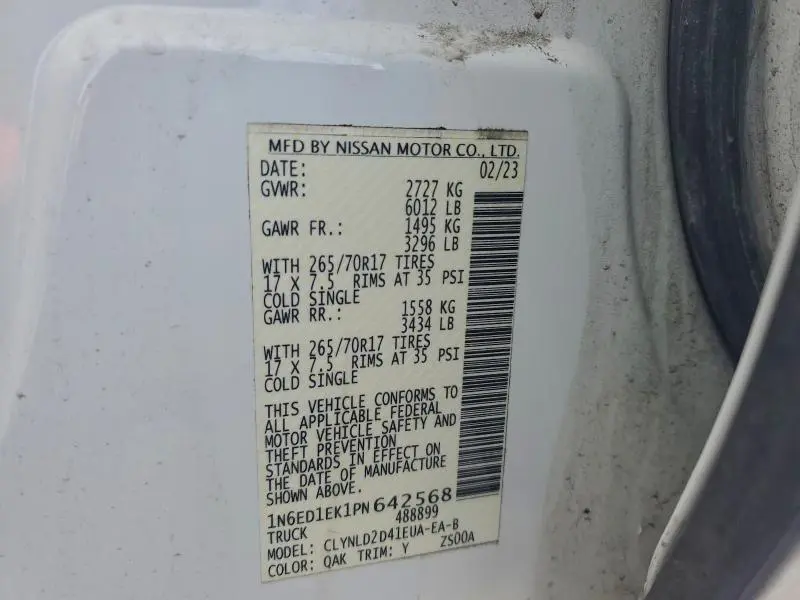 MFD BY NISSAN MOTOR CO., LTD.
DATE: 02/23
GVWR: 2727 KG
6012 LB
GAWR FR.: 1495 KG
3296 LB
WITH 265/70R17 TIRES
17 X 7.5 RIMS AT 35 PSI
COLD SINGLE
GAWR RR.: 1558 KG
3434 LB
WITH 265/70R17 TIRES
17 X 7.5 RIMS AT 35 PSI
COLD SINGLE
THIS VEHICLE CONFORMS TO
ALL APPLICABLE FEDERAL
MOTOR VEHICLE SAFETY AND
THEFT PREVENTION
STANDARDS IN EFFECT ON
THE DATE OF MANUFACTURE
SHOWN ABOVE.
1N6ED1EK1PN642568
TRUCK 488899
MODEL: CLYNLD2D41EUA-EA-B
COLOR: QAK TRIM: Y ZS00A